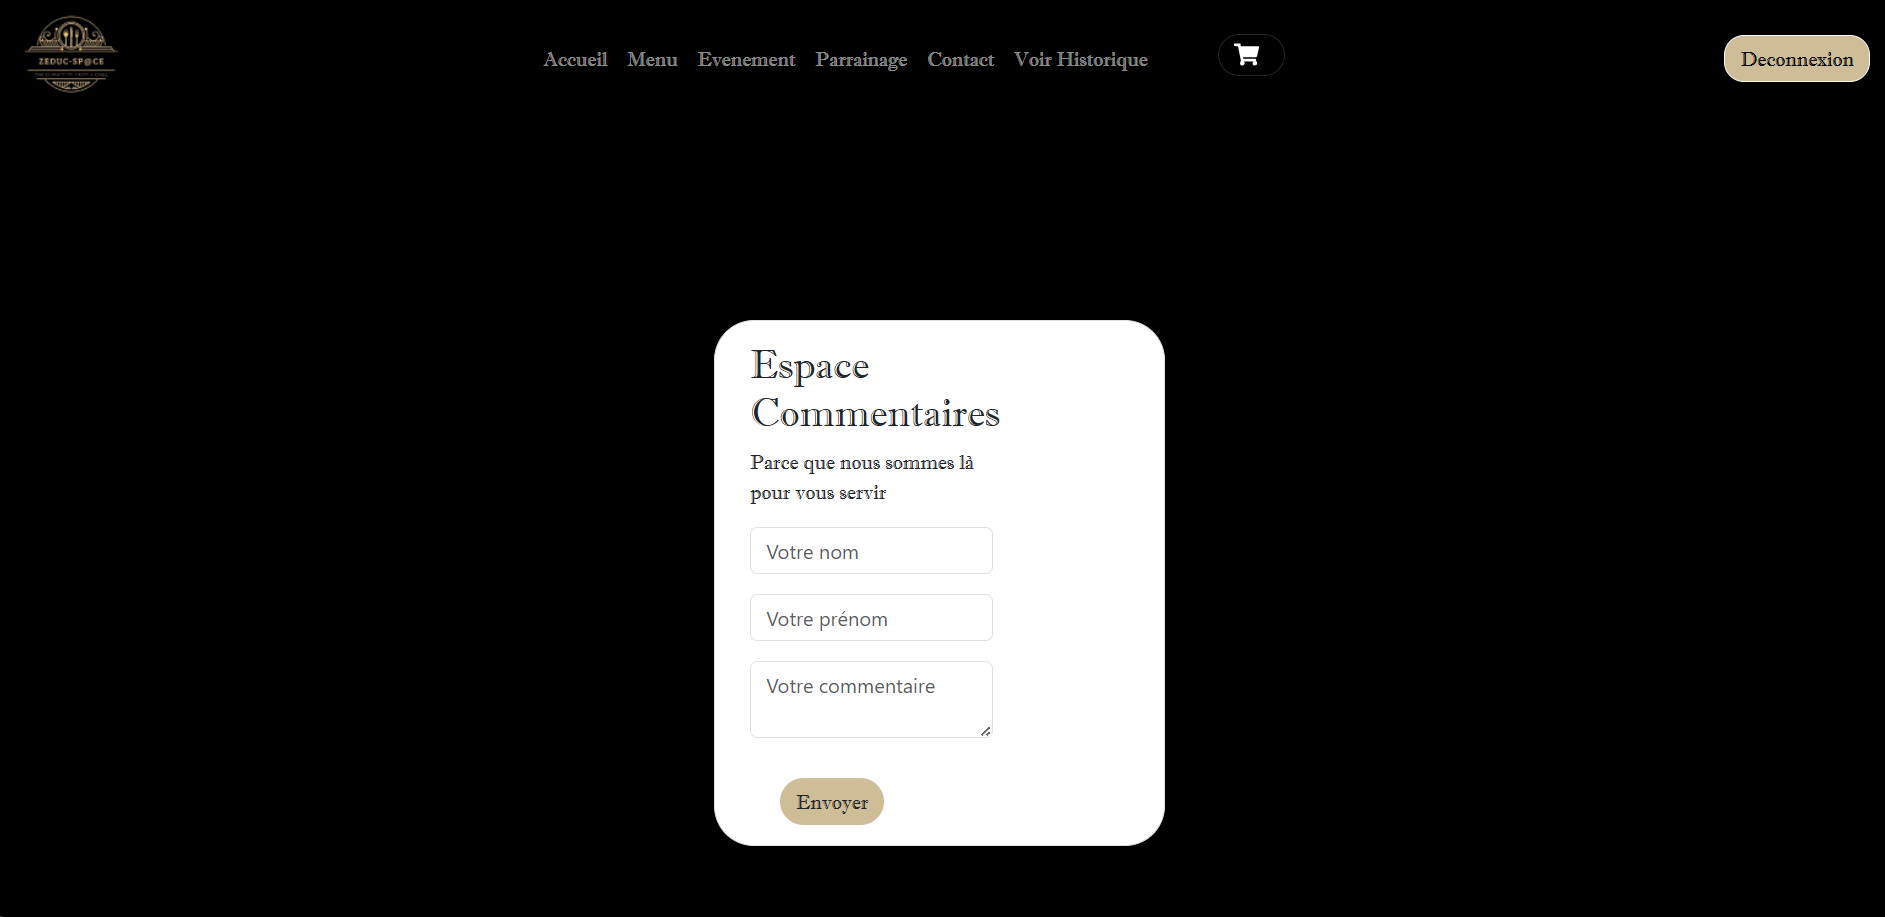 ZEDUC-SP@CE
Accueil Menu Evenement Parrainage Contact Voir Historique
Deconnexion
Espace
Commentaires
Parce que nous sommes là
pour vous servir
Votre nom
Votre prénom
Votre commentaire
Envoyer